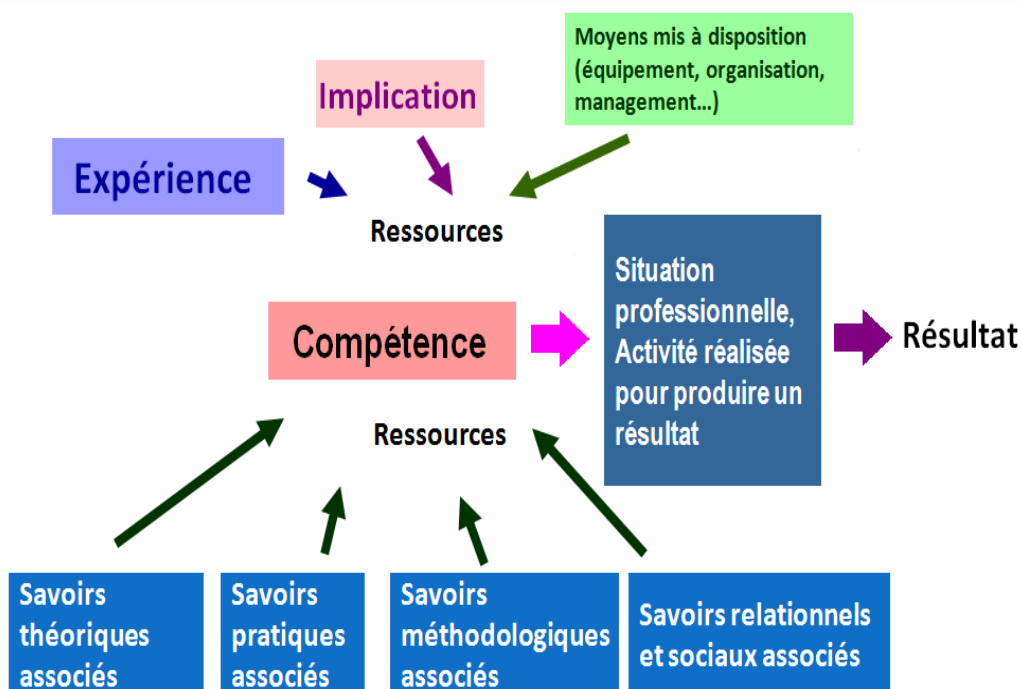 Moyens mis à disposition
(équipement, organisation,
management...)
Implication
Expérience
Ressources
Situation
professionnelle,
Activité réalisée
pour produire un
résultat
Compétence
Résultat
Ressources
Savoirs
théoriques
associés
Savoirs
pratiques
associés
Savoirs
méthodologiques
associés
Savoirs relationnels
et sociaux associés